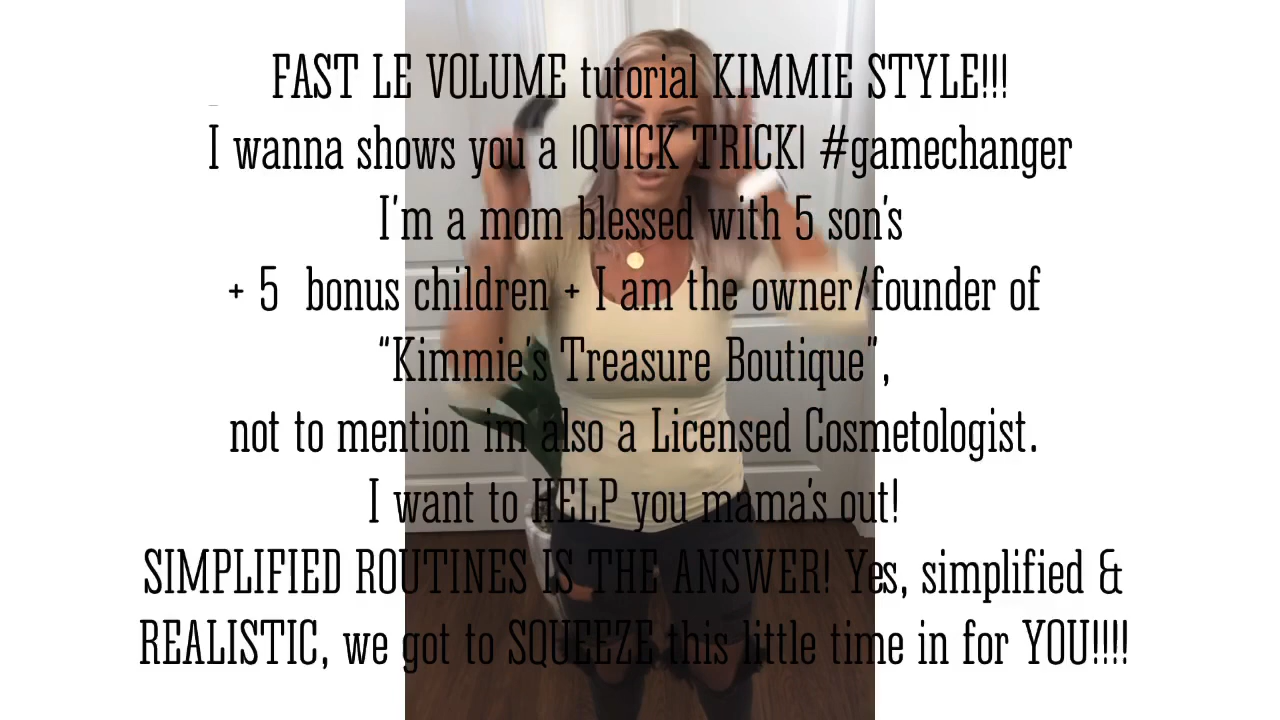 FAST LE VOLUME tutorial KIMMIE STYLE!!!
I wanna shows you a |QUICK TRICK| #gamechanger
I'm a mom blessed with 5 son's
+ 5 bonus children + I am the owner/founder of
“Kimmie's Treasure Boutique”,
not to mention im also a Licensed Cosmetologist.
I want to HELP you mama's out!
SIMPLIFIED ROUTINES IS THE ANSWER! Yes, simplified &
REALISTIC, we got to SQUEEZE this little time in for YOU!!!!